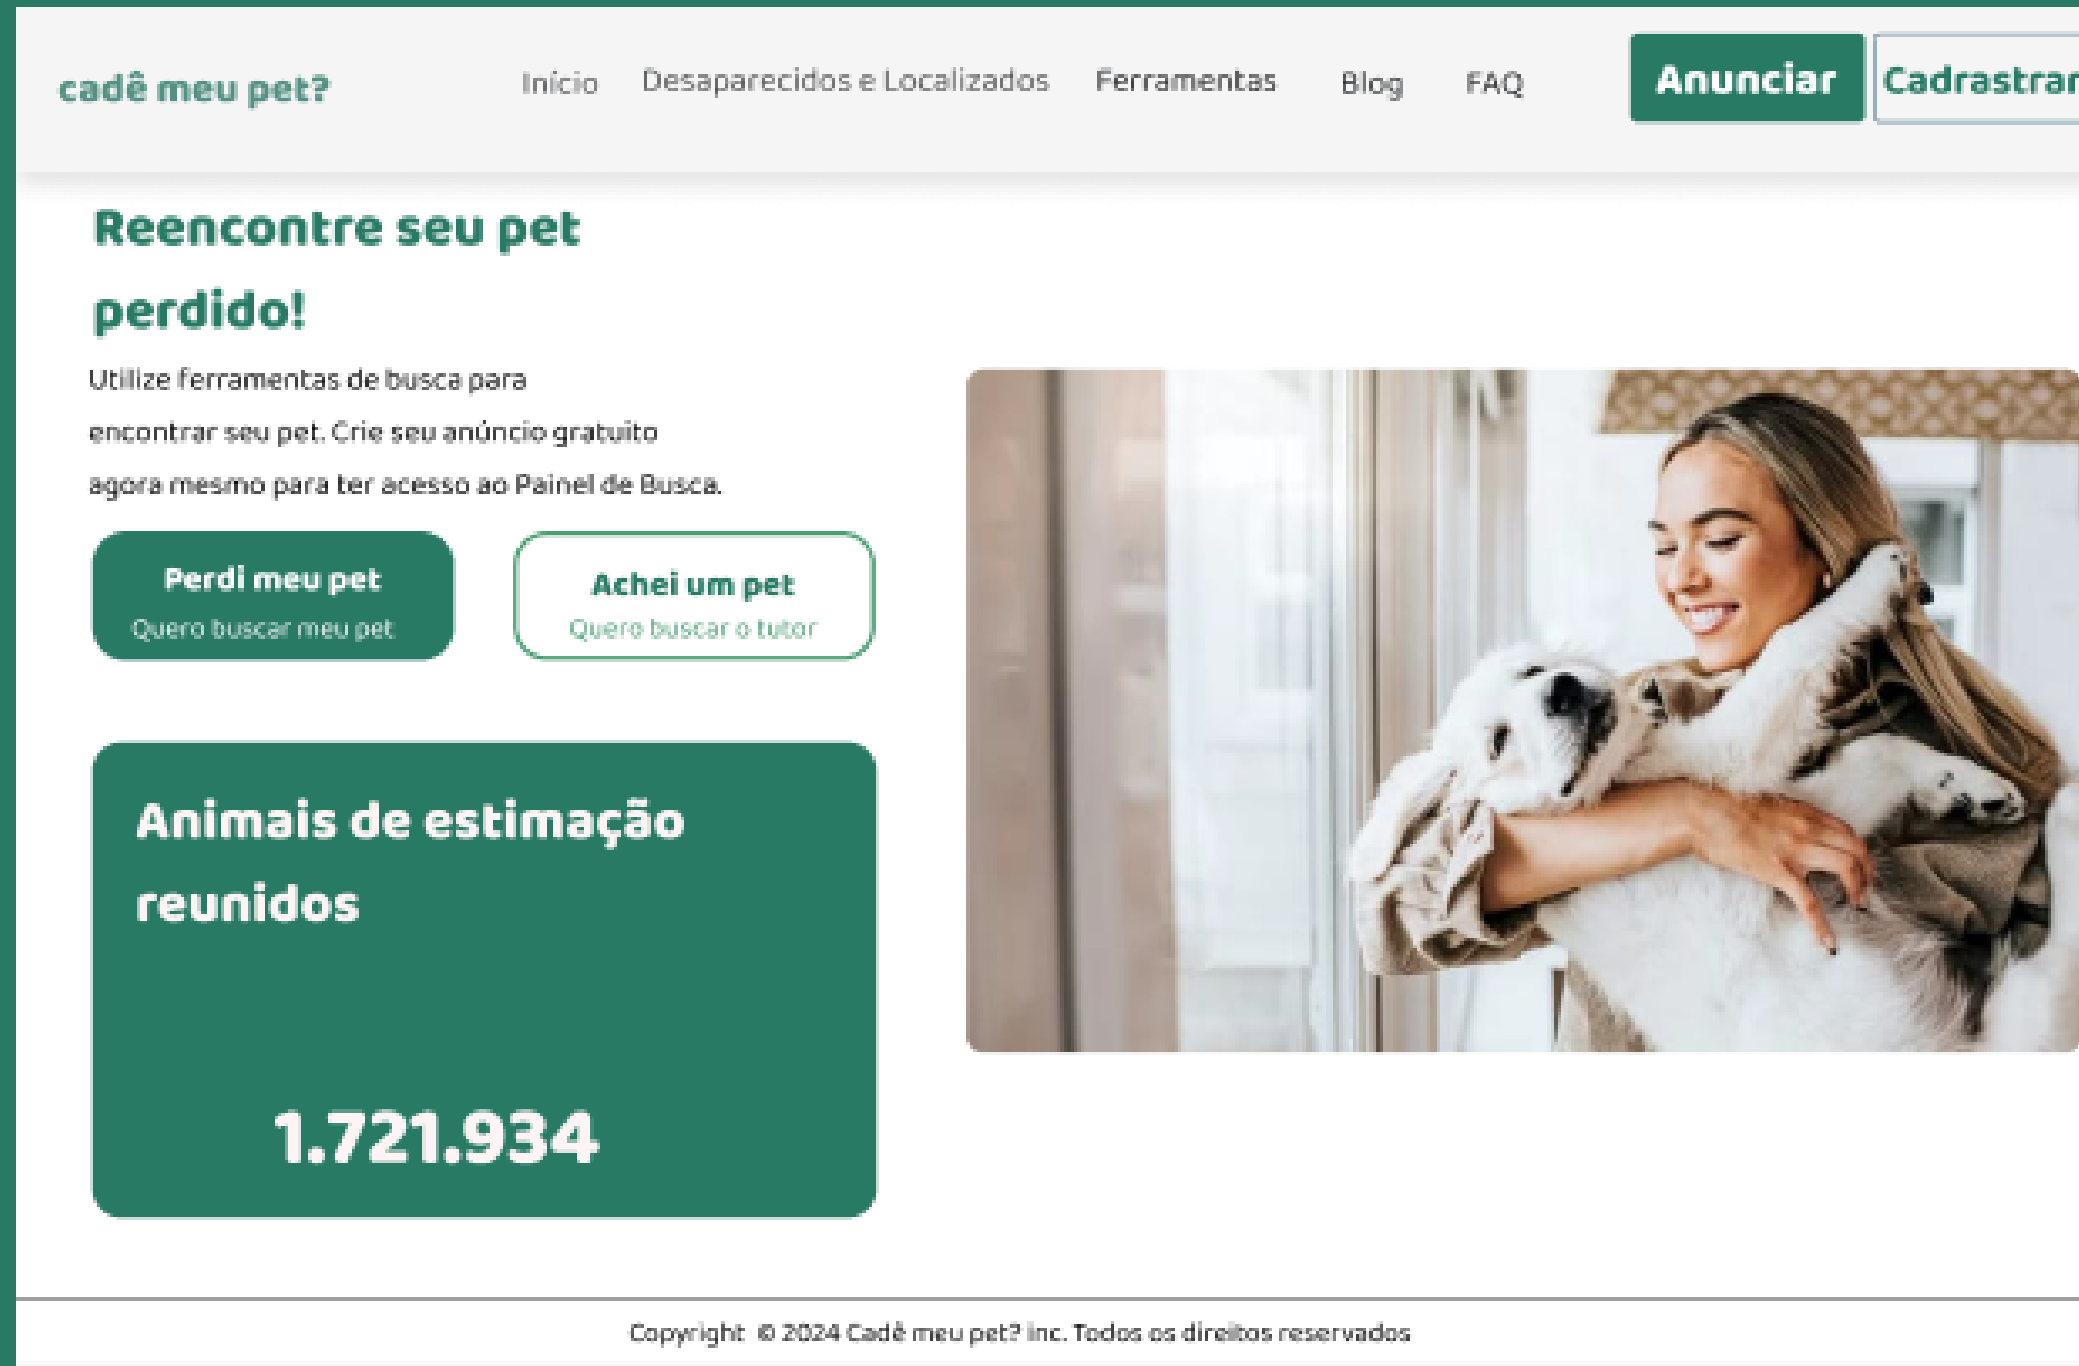 cadê meu pet?
Início
Desaparecidos e Localizados
Ferramentas
Blog
FAQ
Anunciar
Cadrastrar
Reencontre seu pet
perdido!
Utilize ferramentas de busca para
encontrar seu pet. Crie seu anúncio gratuito
agora mesmo para ter acesso ao Painel de Busca.
Perdi meu pet
Quero buscar meu pet
Achei um pet
Quero buscar o tutor
Animais de estimação
reunidos
1.721.934
Copyright © 2024 Cadê meu pet? inc. Todos os direitos reservados